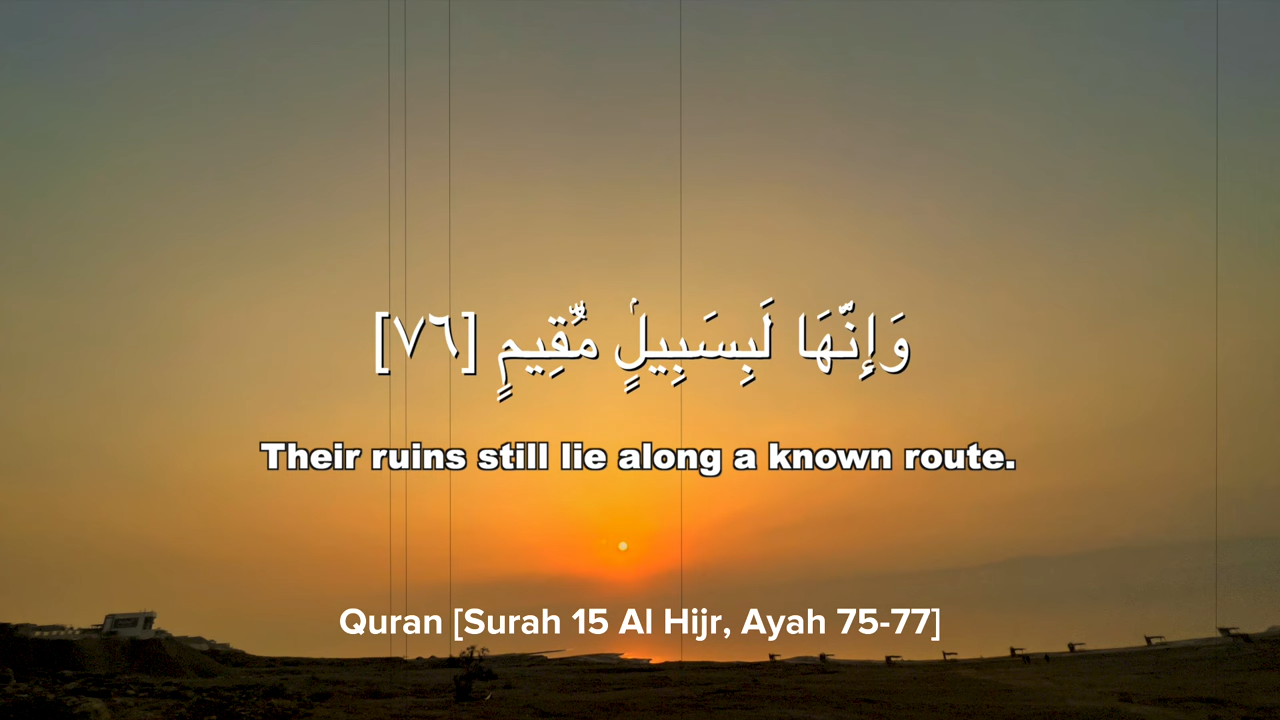 وَإِنَّهَا لَبِسَبِيلٍۢ مُّقِيمٍ [٧٦]
Their ruins still lie along a known route.
Quran [Surah 15 Al Hijr, Ayah 75-77]